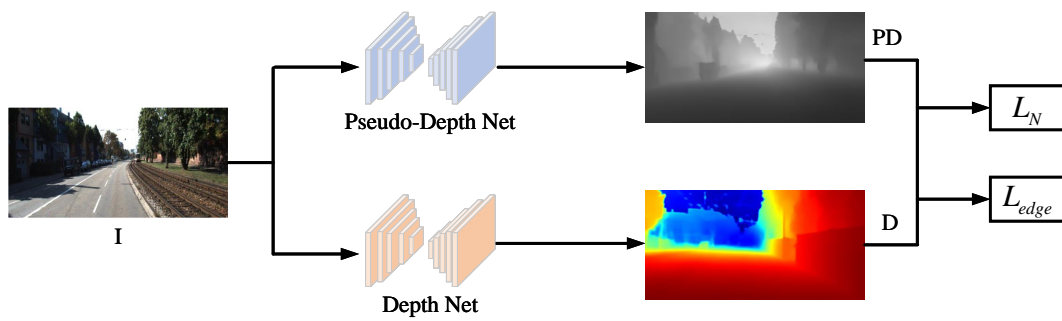 PD
Pseudo-Depth Net
L_N
I
D
L_edge
Depth Net